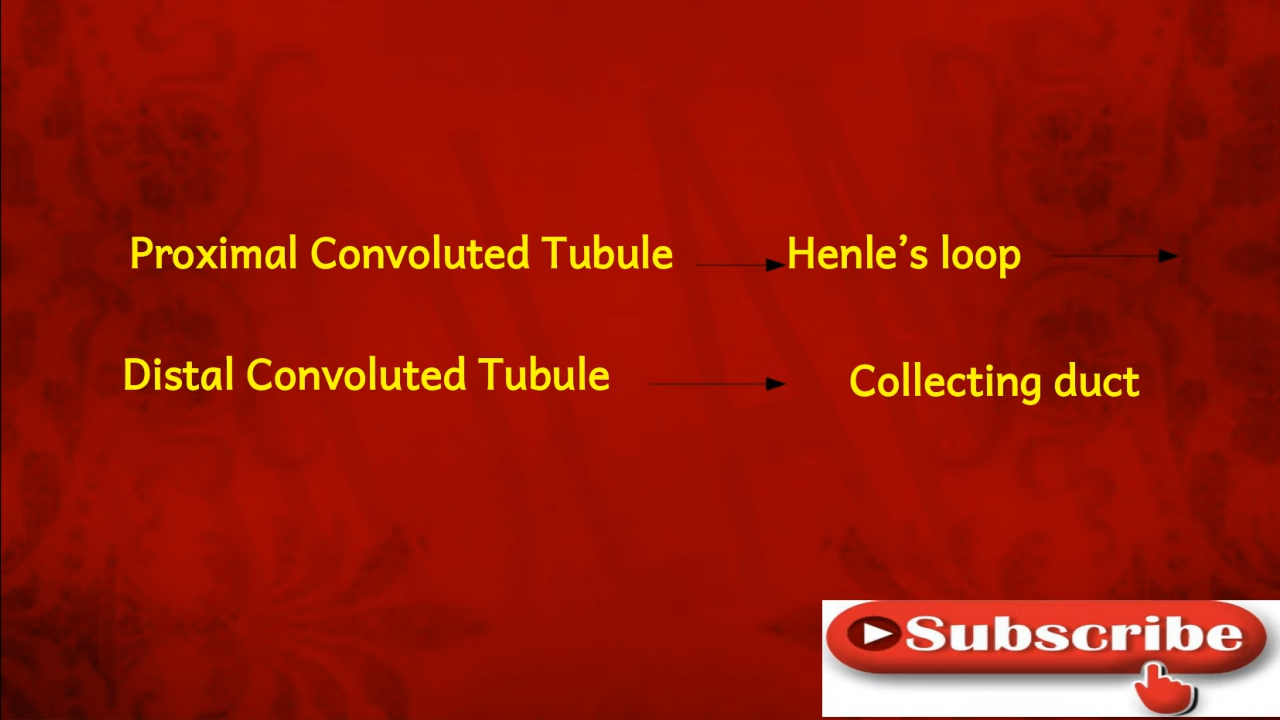 Proximal Convoluted Tubule Henle’s loop
Distal Convoluted Tubule Collecting duct
Subscribe